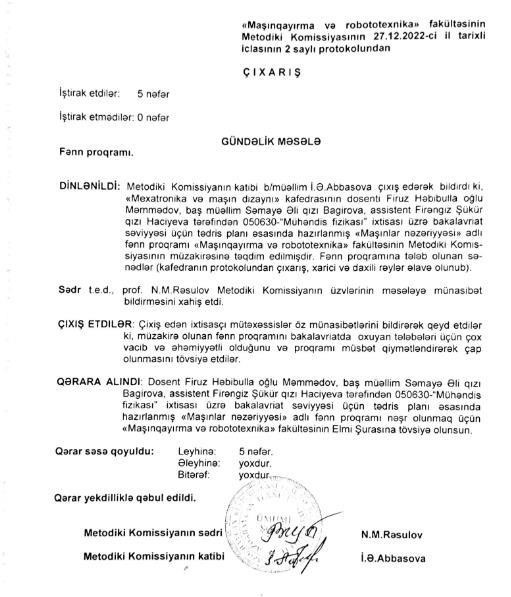 «Maşınqayırma və robototexnika» fakültəsinin
Metodiki Komissiyasının 27.12.2022-ci il tarixli
iclasının 2 saylı protokolundan
ÇIXARIŞ
İştirak etdilər: 5 nəfər
İştirak etmədilər: 0 nəfər
GÜNDƏLİK MƏSƏLƏ
Fənn proqramı.
DİNLƏNİLDİ: Metodiki Komissiyanın katibi b/müəllim İ.Ə.Abbasova çıxış edərək bildirdi ki,
«Mexatronika və maşın dizaynı» kafedrasının dosenti Firuz Həbibulla oğlu
Məmmədov, baş müəllim Səmayə Əli qızı Bagirova, assistent Firəngiz Şükür
qızı Haciyeva tərəfindən 050630-“Mühəndis fizikası” ixtisası üzrə bakalavriat
səviyyəsi üçün tədris planı əsasında hazırlanmış «Maşınlar nəzəriyyəsi» adlı
fənn proqramı «Maşınqayırma və robototexnika» fakültəsinin Metodiki Komis-
siyasının müzakirəsinə təqdim edilmişdir. Fənn proqramına tələb olunan sə-
nədlər (kafedranın protokolundan çıxarış, xarici və daxili rəylər əlavə olunub).
Sədr t.e.d., prof. N.M.Rəsulov Metodiki Komissiyanın üzvlərinin məsələyə münasibət
bildirməsini xahiş etdi.
ÇIXIŞ ETDİLƏR: Çıxış edən ixtisasçı mütəxəssislər öz münasibətlərini bildirərək qeyd etdilər
ki, müzakirə olunan fənn proqramını bakalavriatda oxuyan tələbələri üçün çox
vacib və əhəmiyyətli olduğunu və proqramı müsbət qiymətləndirərək çap
olunmasını tövsiyə etdilər.
QƏRARA ALINDI: Dosent Firuz Həbibulla oğlu Məmmədov, baş müəllim Səmayə Əli qızı
Bagirova, assistent Firəngiz Şükür qızı Haciyeva tərəfindən 050630-“Mühəndis
fizikası” ixtisası üzrə bakalavriat səviyyəsi üçün tədris planı əsasında
hazırlanmış «Maşınlar nəzəriyyəsi» adlı fənn proqramı nəşr olunmaq üçün
«Maşınqayırma və robototexnika» fakültəsinin Elmi Şurasına tövsiyə olunsun.
Qərar səsə qoyuldu: Leyhinə: 5 nəfər.
Əleyhinə: yoxdur.
Bitərəf: yoxdur.
Qərar yekdilliklə qəbul edildi.
Metodiki Komissiyanın sədri N.M.Rəsulov
Metodiki Komissiyanın katibi İ.Ə.Abbasova